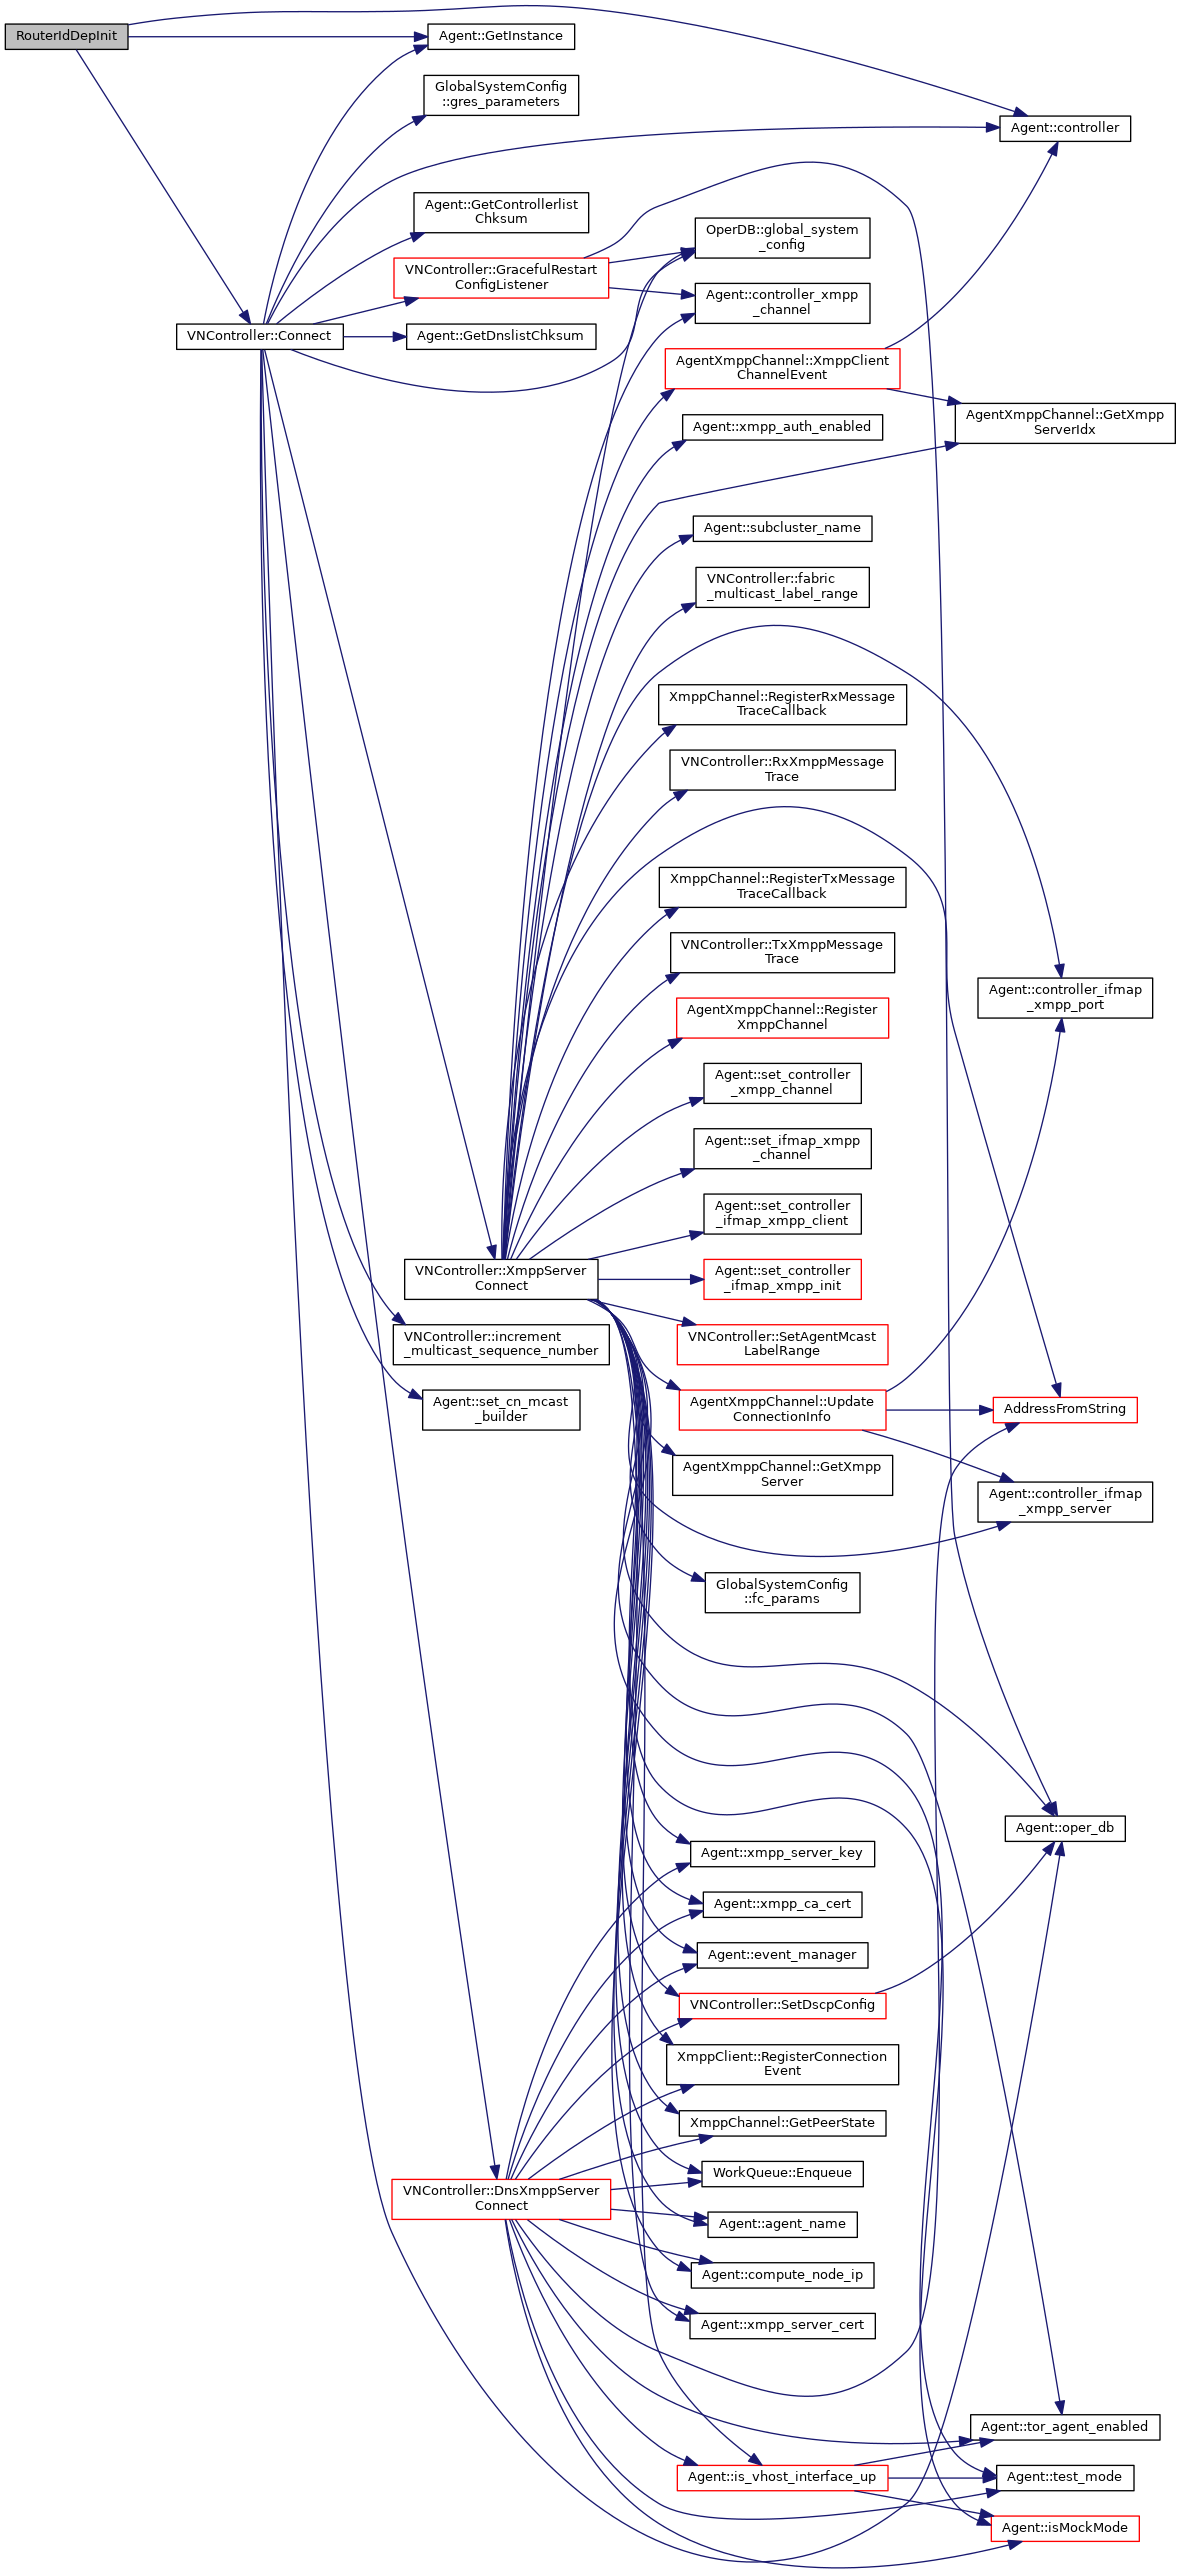 RouterIdDepInit
Agent::GetInstance
GlobalSystemConfig
::gres_parameters
Agent::controller
Agent::GetControllerlist
Chksum
OperDB::global_system
_config
VNController::GracefulRestart
ConfigListener
Agent::controller_xmpp
_channel
VNController::Connect
Agent::GetDnslistChksum
AgentXmppChannel::XmppClient
ChannelEvent
AgentXmppChannel::GetXmpp
ServerIdx
Agent::xmpp_auth_enabled
Agent::subcluster_name
VNController::fabric
_multicast_label_range
XmppChannel::RegisterRxMessage
TraceCallback
VNController::RxXmppMessage
Trace
XmppChannel::RegisterTxMessage
TraceCallback
VNController::TxXmppMessage
Trace
Agent::controller_ifmap
_xmpp_port
AgentXmppChannel::Register
XmppChannel
Agent::set_controller
_xmpp_channel
Agent::set_ifmap_xmpp
_channel
Agent::set_controller
_ifmap_xmpp_client
VNController::XmppServer
Connect
Agent::set_controller
_ifmap_xmpp_init
VNController::increment
_multicast_sequence_number
VNController::SetAgentMcast
LabelRange
Agent::set_cn_mcast
_builder
AgentXmppChannel::Update
ConnectionInfo
AddressFromString
AgentXmppChannel::GetXmpp
Server
Agent::controller_ifmap
_xmpp_server
GlobalSystemConfig
::fc_params
Agent::oper_db
Agent::xmpp_server_key
Agent::xmpp_ca_cert
Agent::event_manager
VNController::SetDscpConfig
XmppClient::RegisterConnection
Event
XmppChannel::GetPeerState
WorkQueue::Enqueue
VNController::DnsXmppServer
Connect
Agent::agent_name
Agent::compute_node_ip
Agent::xmpp_server_cert
Agent::tor_agent_enabled
Agent::is_vhost_interface_up
Agent::test_mode
Agent::isMockMode